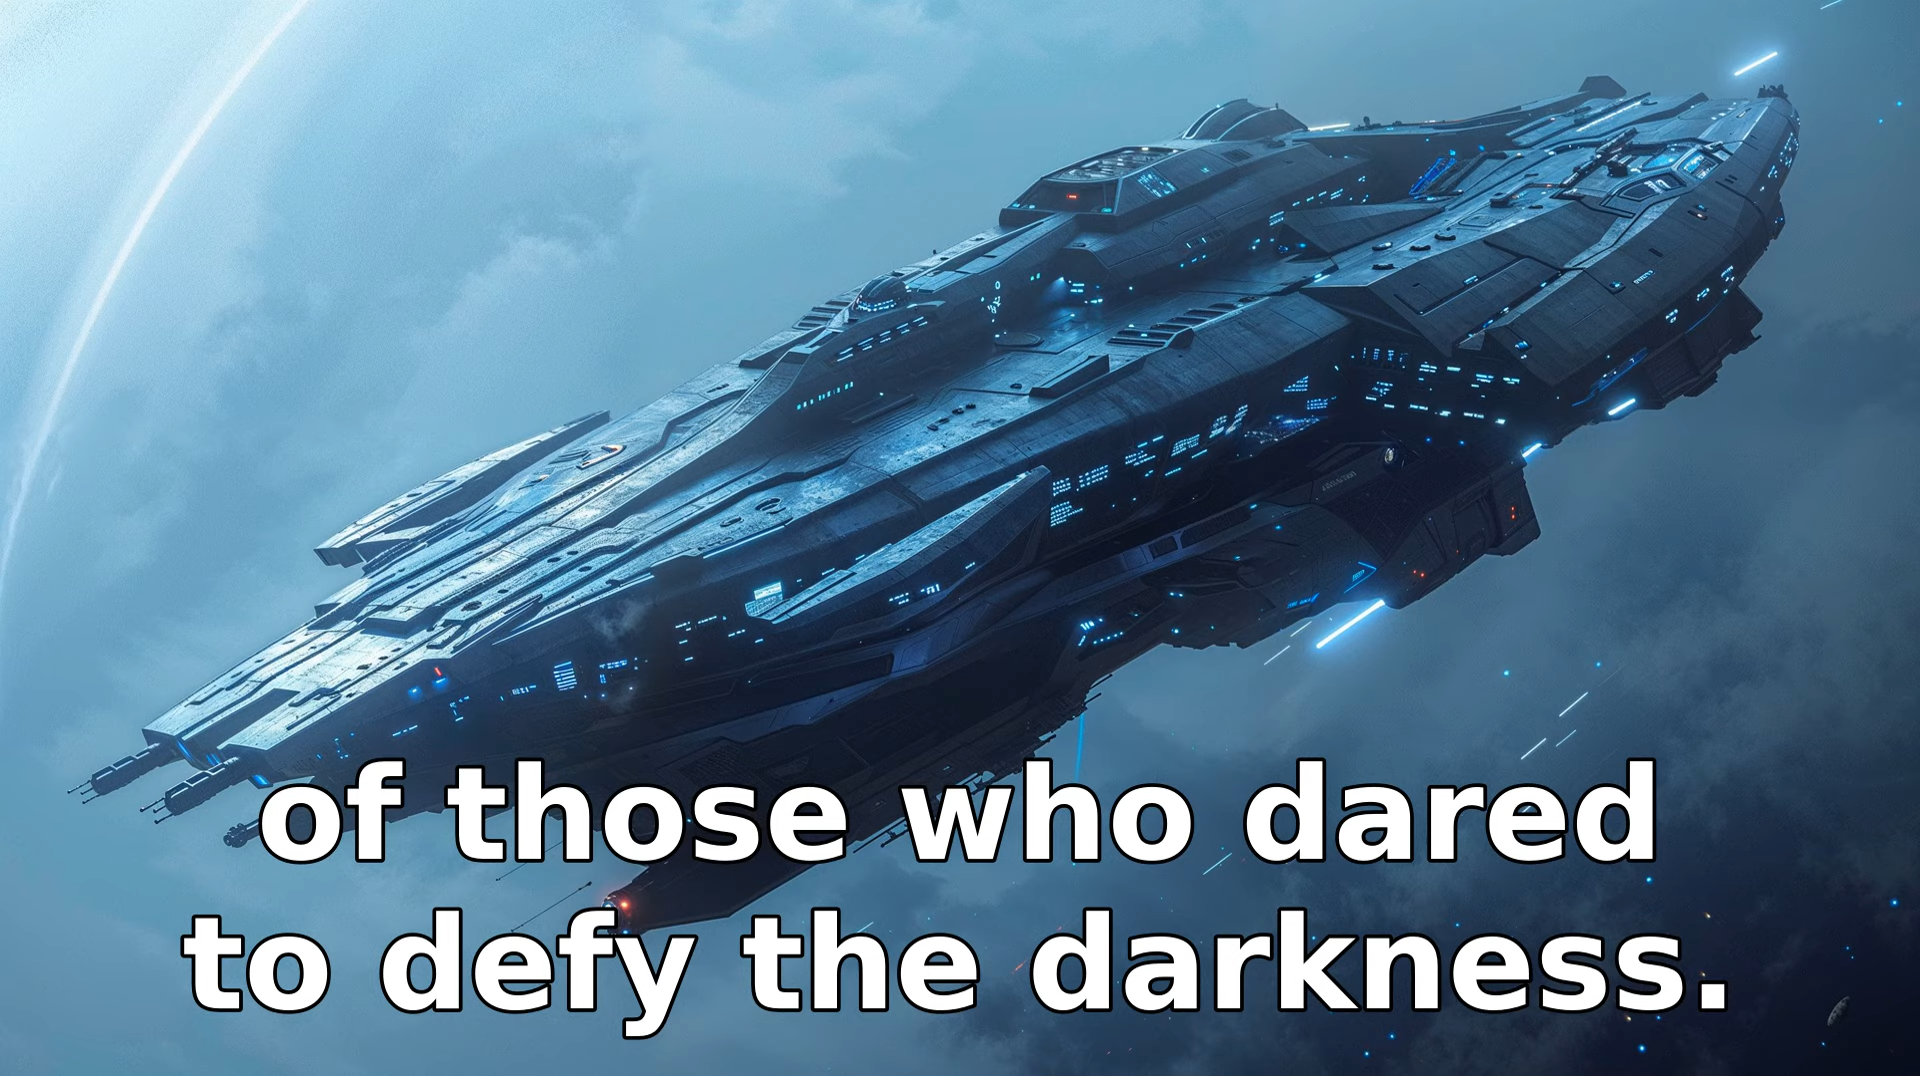 of those who dared
to defy the darkness.